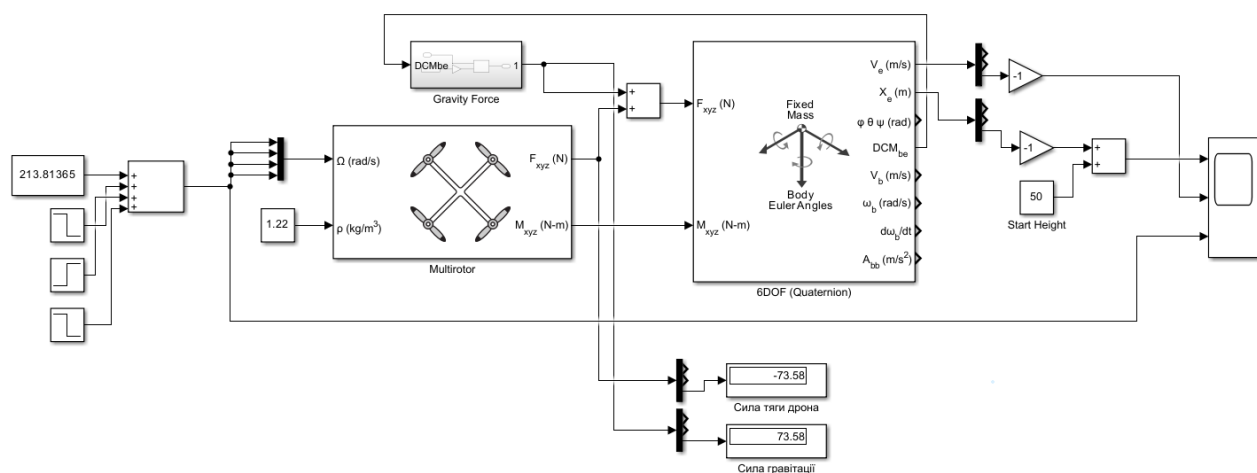 DCMbe
1
Gravity Force
213.81365
+
+
+
+
Ω (rad/s)
ρ (kg/m³)
F_xyz (N)
M_xyz (N-m)
Multirotor
1.22
+
+
F_xyz (N)
M_xyz (N-m)
Fixed
Mass
Body
Euler Angles
V_e (m/s)
X_e (m)
φ θ ψ (rad)
DCM_be
V_b (m/s)
ω_b (rad/s)
dω_b/dt
A_bb (m/s²)
6DOF (Quaternion)
-1
-1
+
+
50
Start Height
-73.58
Сила тяги дрона
73.58
Сила гравітації